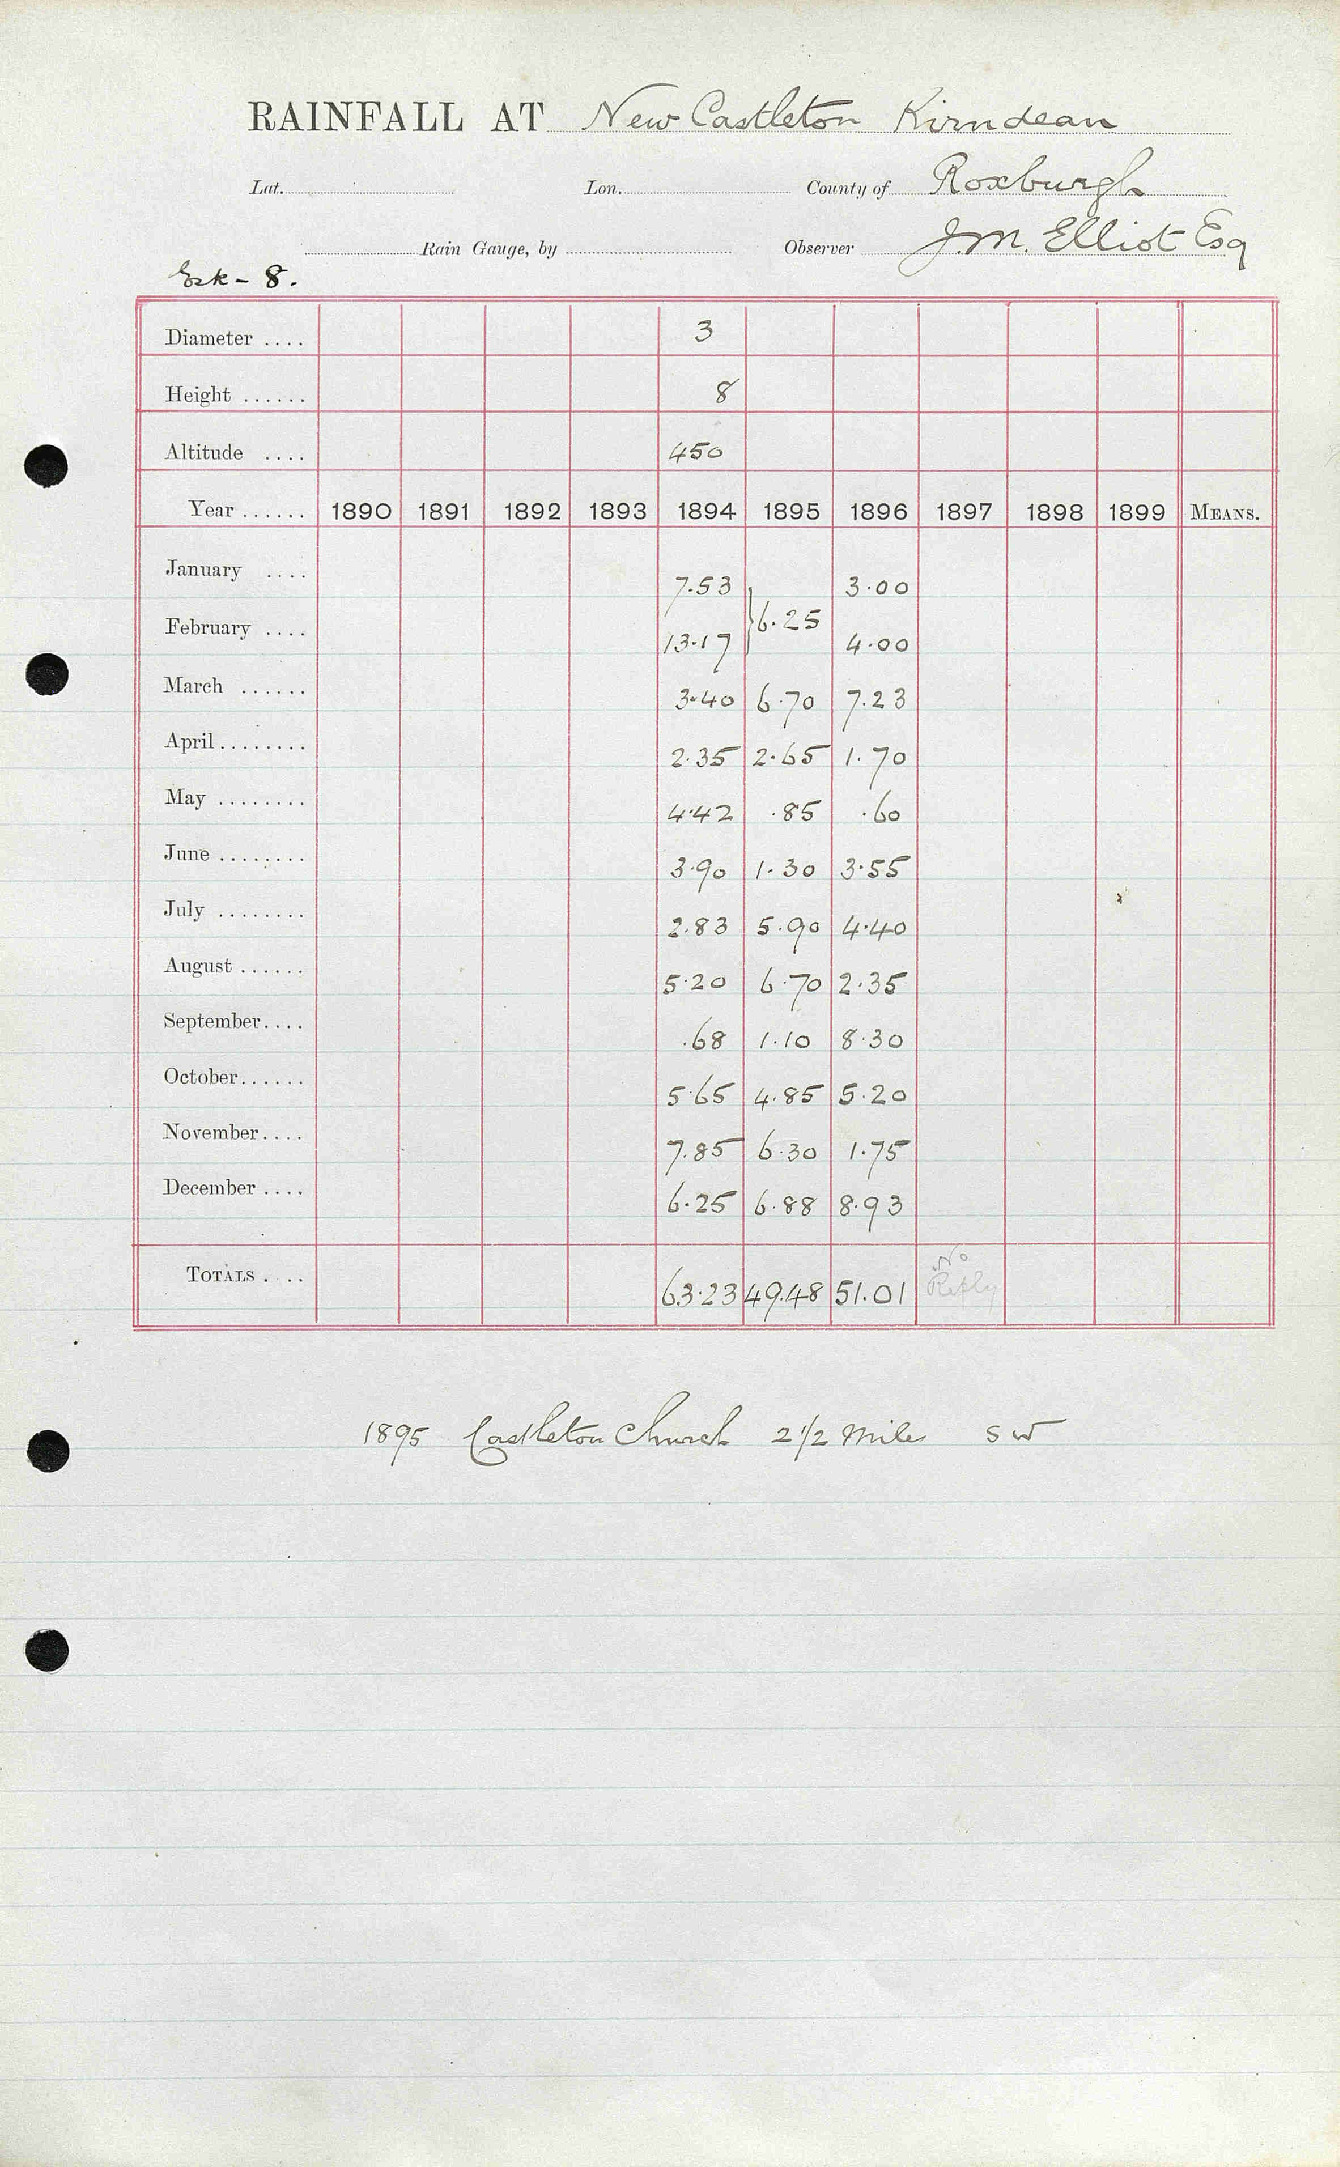 RAINFALL AT New Castleton Kirndean
Lat. Lon. County of Roxburgh
Rain Gauge, by Observer J.M. Elliot Esq
Esk - 8.
Diameter .... 3
Height ...... 8
Altitude .... 450
Year ...... 1890 1891 1892 1893 1894 1895 1896 1897 1898 1899 MEANS.
January .... 7.53 } 6.25 3.00
February .... 13.17 4.00
March ...... 3.40 6.70 7.23
April ........ 2.35 2.65 1.70
May ........ 4.42 .85 .60
June ........ 3.90 1.30 3.55
July ........ 2.83 5.90 4.40
August ...... 5.20 6.70 2.35
September .... .68 1.10 8.30
October ...... 5.65 4.85 5.20
November .... 7.85 6.30 1.75
December .... 6.25 6.88 8.93
TOTALS .... 63.23 49.48 51.01 No Reply
1895 Castleton Church 2 1/2 Miles SW